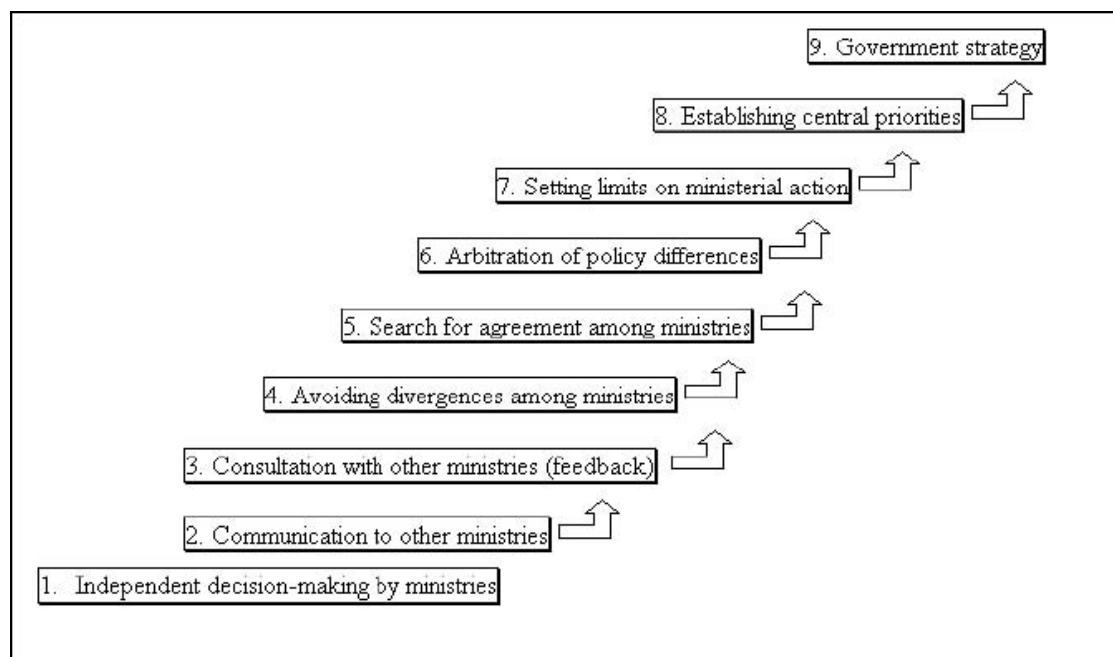 9. Government strategy
8. Establishing central priorities
7. Setting limits on ministerial action
6. Arbitration of policy differences
5. Search for agreement among ministries
4. Avoiding divergences among ministries
3. Consultation with other ministries (feedback)
2. Communication to other ministries
1. Independent decision-making by ministries